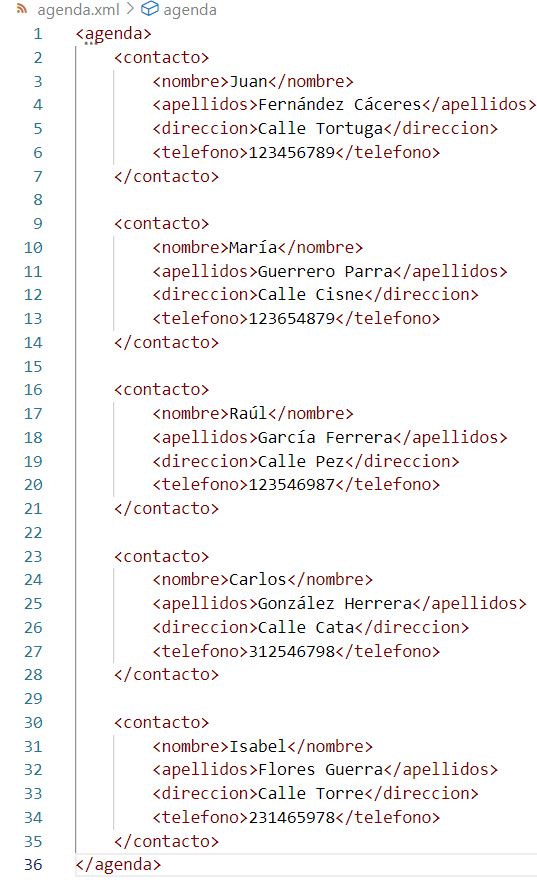 agenda.xml > agenda
1 <agenda>
2     <contacto>
3         <nombre>Juan</nombre>
4         <apellidos>Fernández Cáceres</apellidos>
5         <direccion>Calle Tortuga</direccion>
6         <telefono>123456789</telefono>
7     </contacto>
8
9     <contacto>
10         <nombre>María</nombre>
11         <apellidos>Guerrero Parra</apellidos>
12         <direccion>Calle Cisne</direccion>
13         <telefono>123654879</telefono>
14     </contacto>
15
16     <contacto>
17         <nombre>Raúl</nombre>
18         <apellidos>García Ferrera</apellidos>
19         <direccion>Calle Pez</direccion>
20         <telefono>123546987</telefono>
21     </contacto>
22
23     <contacto>
24         <nombre>Carlos</nombre>
25         <apellidos>González Herrera</apellidos>
26         <direccion>Calle Cata</direccion>
27         <telefono>312546798</telefono>
28     </contacto>
29
30     <contacto>
31         <nombre>Isabel</nombre>
32         <apellidos>Flores Guerra</apellidos>
33         <direccion>Calle Torre</direccion>
34         <telefono>231465978</telefono>
35     </contacto>
36 </agenda>